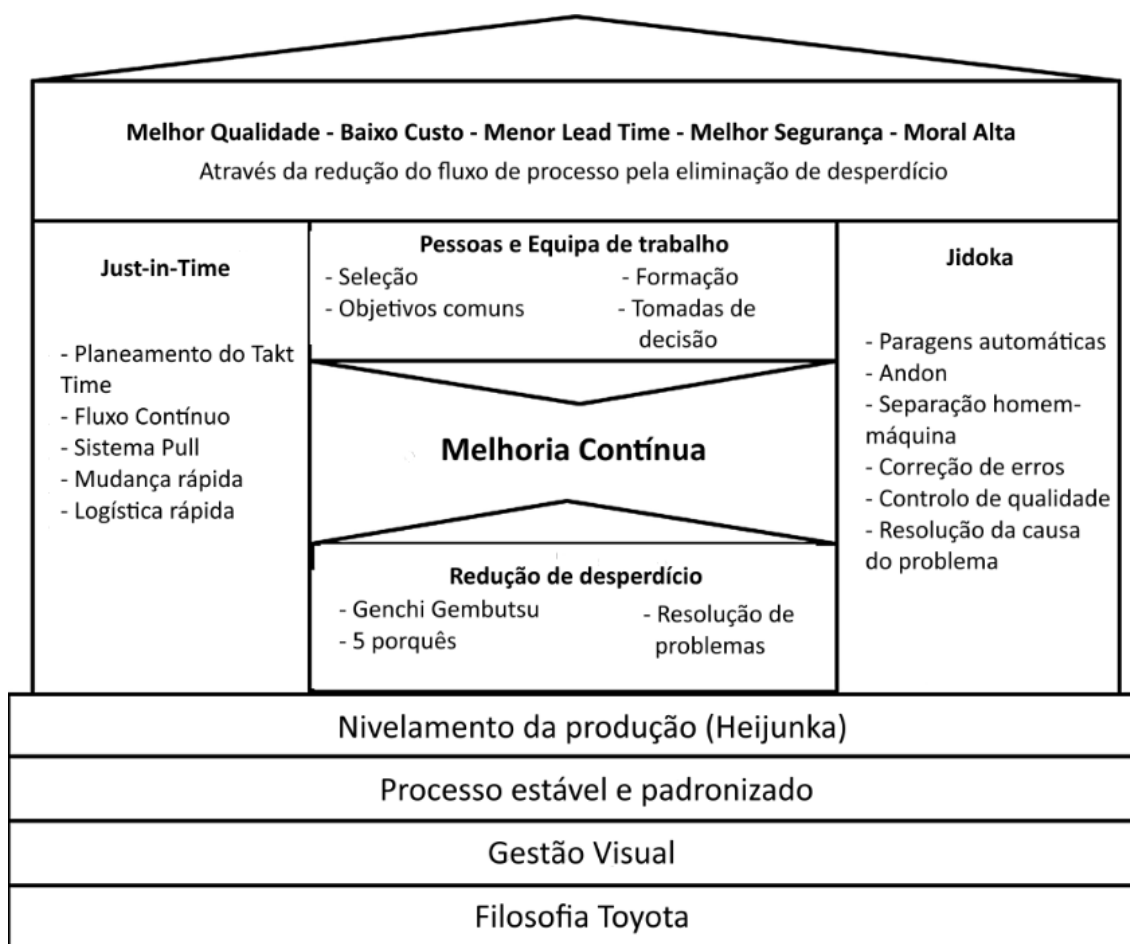 Melhor Qualidade - Baixo Custo - Menor Lead Time - Melhor Segurança - Moral Alta
Através da redução do fluxo de processo pela eliminação de desperdício
Just-in-Time
- Planeamento do Takt
Time
- Fluxo Contínuo
- Sistema Pull
- Mudança rápida
- Logística rápida
Pessoas e Equipa de trabalho
- Seleção
- Objetivos comuns
- Formação
- Tomadas de
decisão
Melhoria Contínua
Redução de desperdício
- Genchi Gembutsu
- 5 porquês
- Resolução de
problemas
Jidoka
- Paragens automáticas
- Andon
- Separação homem-
máquina
- Correção de erros
- Controlo de qualidade
- Resolução da causa
do problema
Nivelamento da produção (Heijunka)
Processo estável e padronizado
Gestão Visual
Filosofia Toyota